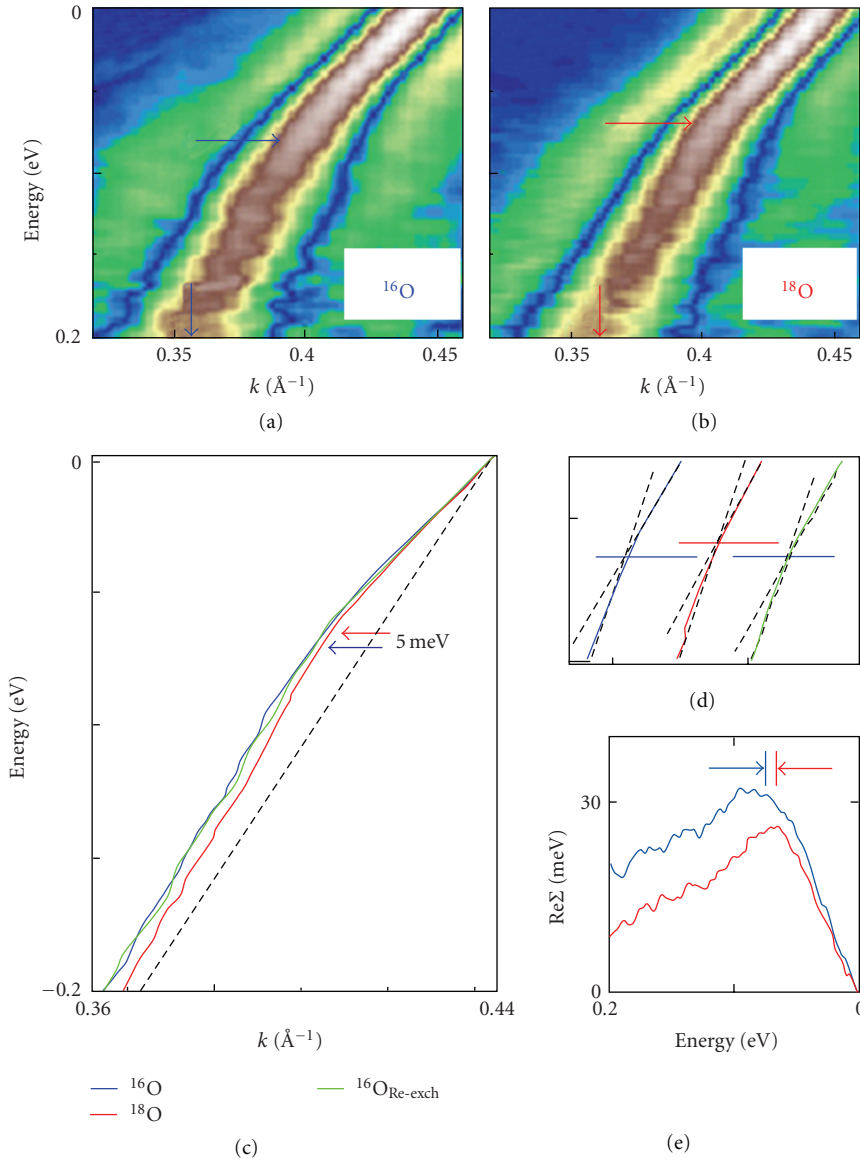 0
0.2
Energy (eV)
0.35
0.4
0.45
k (Å−1)
16O
(a)
0.35
0.4
0.45
k (Å−1)
18O
(b)
0
−0.2
Energy (eV)
0.36
0.44
k (Å−1)
5 meV
16O
18O
16ORe-exch
(c)
(d)
30
0
ReΣ (meV)
0.2
0
Energy (eV)
(e)